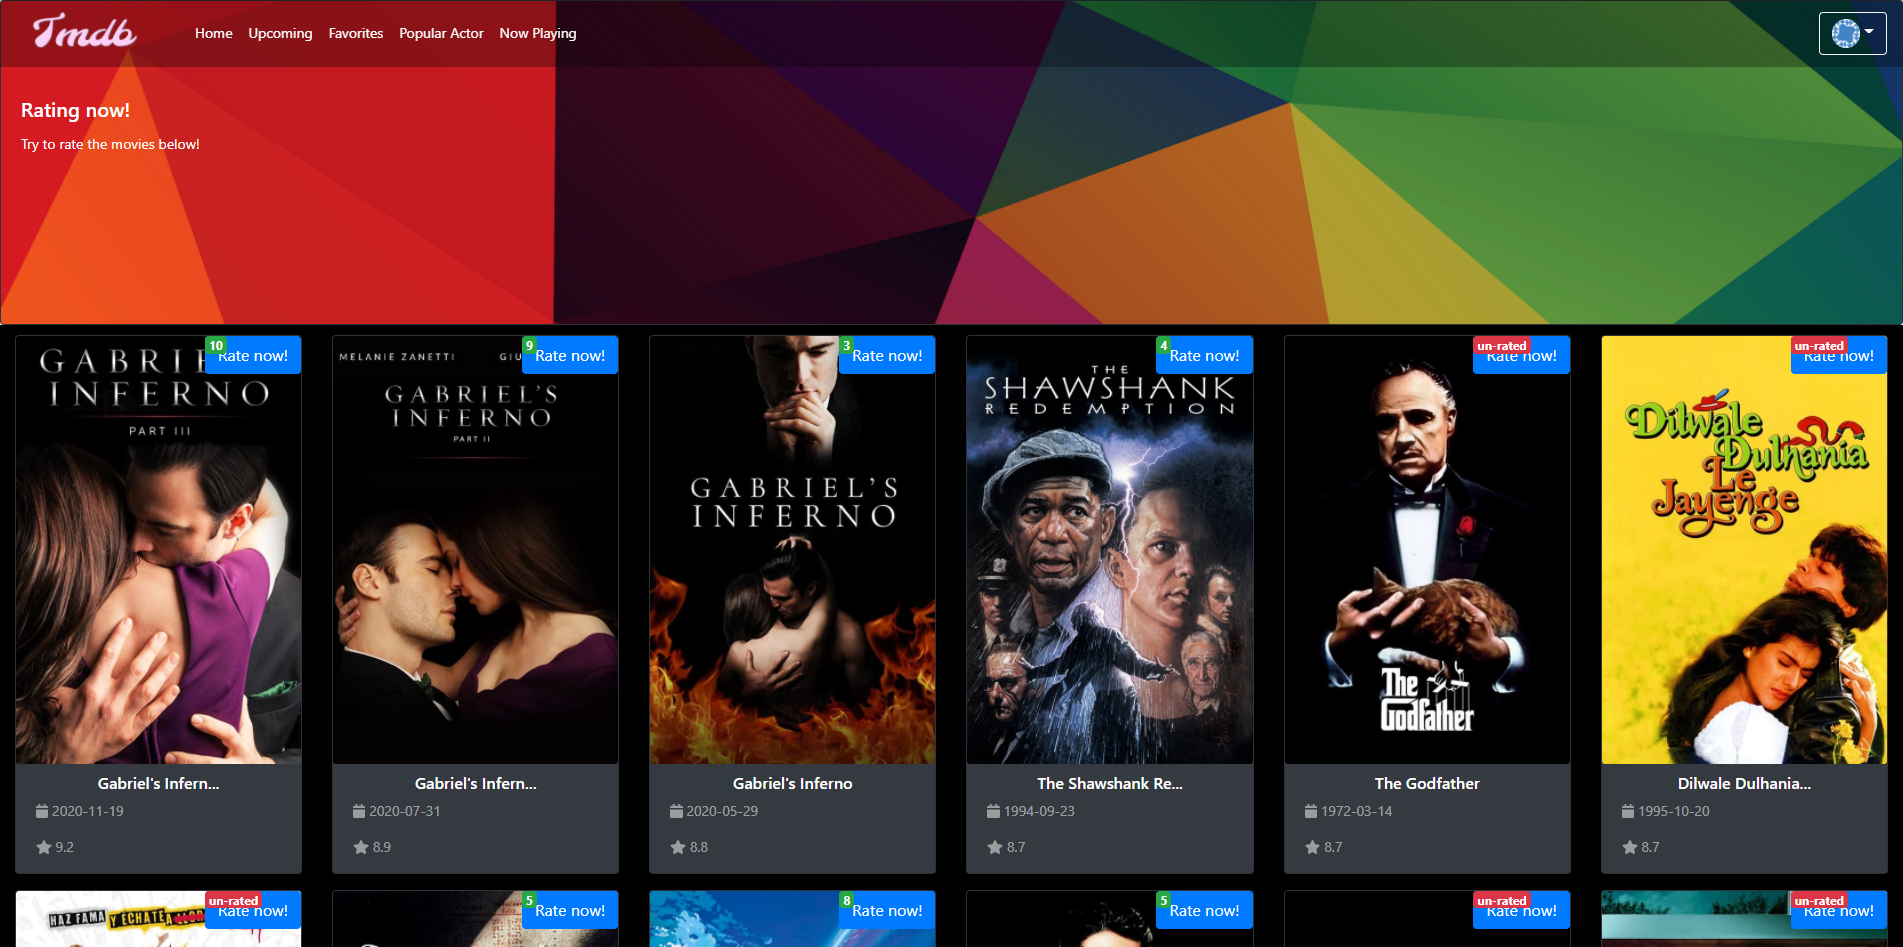 Tmdb
Home Upcoming Favorites Popular Actor Now Playing
Rating now!
Try to rate the movies below!
10
Rate now!
INFERNO
PART III
Gabriel's Infern...
2020-11-19
9.2
9
Rate now!
MELANIE ZANETTI
GABRIEL'S
INFERNO
PART II
Gabriel's Infern...
2020-07-31
8.9
3
Rate now!
GABRIEL'S
INFERNO
Gabriel's Inferno
2020-05-29
8.8
4
Rate now!
THE
SHAWSHANK
REDEMPTION
The Shawshank Re...
1994-09-23
8.7
un-rated
Rate now!
The
Godfather
The Godfather
1972-03-14
8.7
un-rated
Rate now!
Dilwale
Dulhania
Le
Jayenge
Dilwale Dulhania...
1995-10-20
8.7
un-rated
Rate now!
HAZ FAMA Y ÉCHATE A
5
Rate now!
8
Rate now!
5
Rate now!
un-rated
Rate now!
un-rated
Rate now!